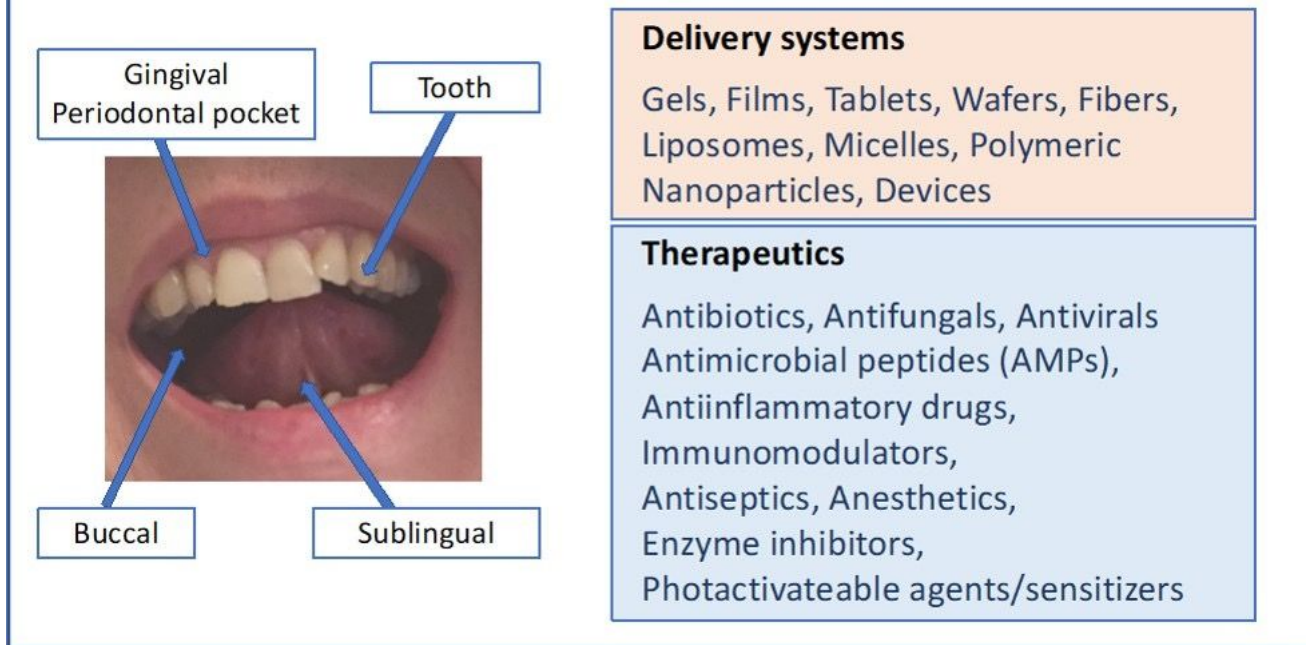 Gingival
Periodontal pocket
Tooth
Buccal
Sublingual
Delivery systems
Gels, Films, Tablets, Wafers, Fibers,
Liposomes, Micelles, Polymeric
Nanoparticles, Devices
Therapeutics
Antibiotics, Antifungals, Antivirals
Antimicrobial peptides (AMPs),
Antiinflammatory drugs,
Immunomodulators,
Antiseptics, Anesthetics,
Enzyme inhibitors,
Photactivateable agents/sensitizers